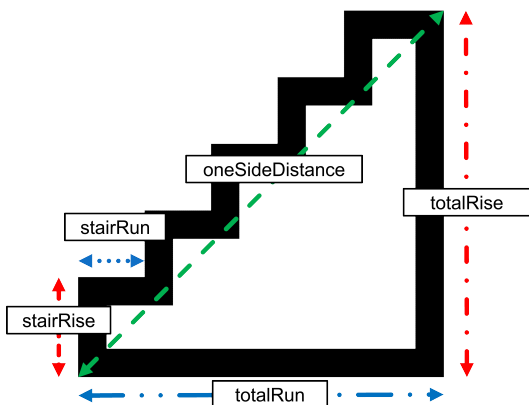 oneSideDistance
totalRise
stairRun
stairRise
totalRun